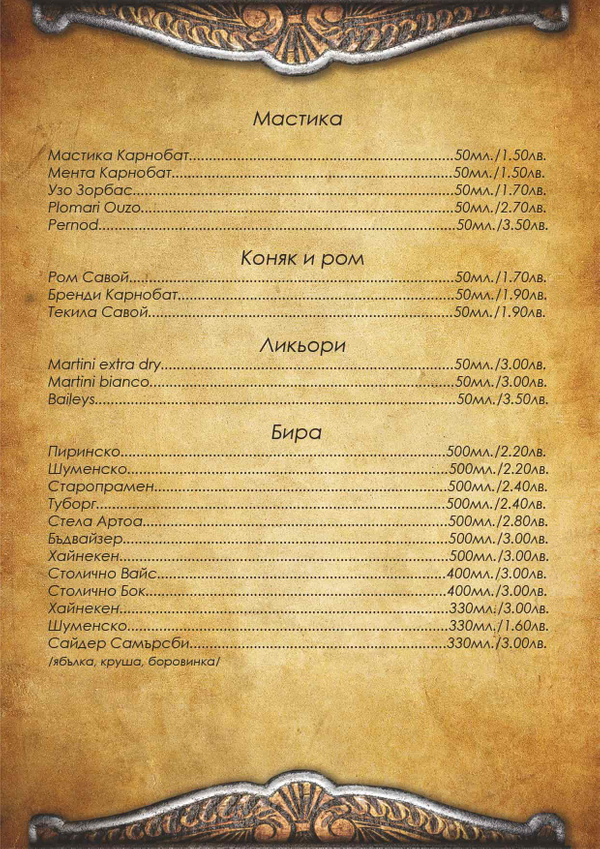 Мастика
Мастика Карнобат..........................................................50мл./1.50лв.
Мента Карнобат..............................................................50мл./1.50лв.
Узо Зорбас.......................................................................50мл./1.70лв.
Plomari Ouzo.....................................................................50мл./2.70лв.
Pernod...............................................................................50мл./3.50лв.
Коняк и ром
Ром Савой........................................................................50мл./1.70лв.
Бренди Карнобат.............................................................50мл./1.90лв.
Текила Савой....................................................................50мл./1.90лв.
Ликьори
Martini extra dry.................................................................50мл./3.00лв.
Martini bianco....................................................................50мл./3.00лв.
Baileys................................................................................50мл./3.50лв.
Бира
Пиринско........................................................................500мл./2.20лв.
Шуменско.......................................................................500мл./2.20лв.
Старопрамен.................................................................500мл./2.40лв.
Туборг.............................................................................500мл./2.40лв.
Стела Артоа....................................................................500мл./2.80лв.
Бъдвайзер.......................................................................500мл./3.00лв.
Хайнекен.........................................................................500мл./3.00лв.
Столично Вайс................................................................400мл./3.00лв.
Столично Бок...................................................................400мл./3.00лв.
Хайнекен.........................................................................330мл./3.00лв.
Шуменско.......................................................................330мл./1.60лв.
Сайдер Самърсби..........................................................330мл./3.00лв.
/ябълка, круша, боровинка/